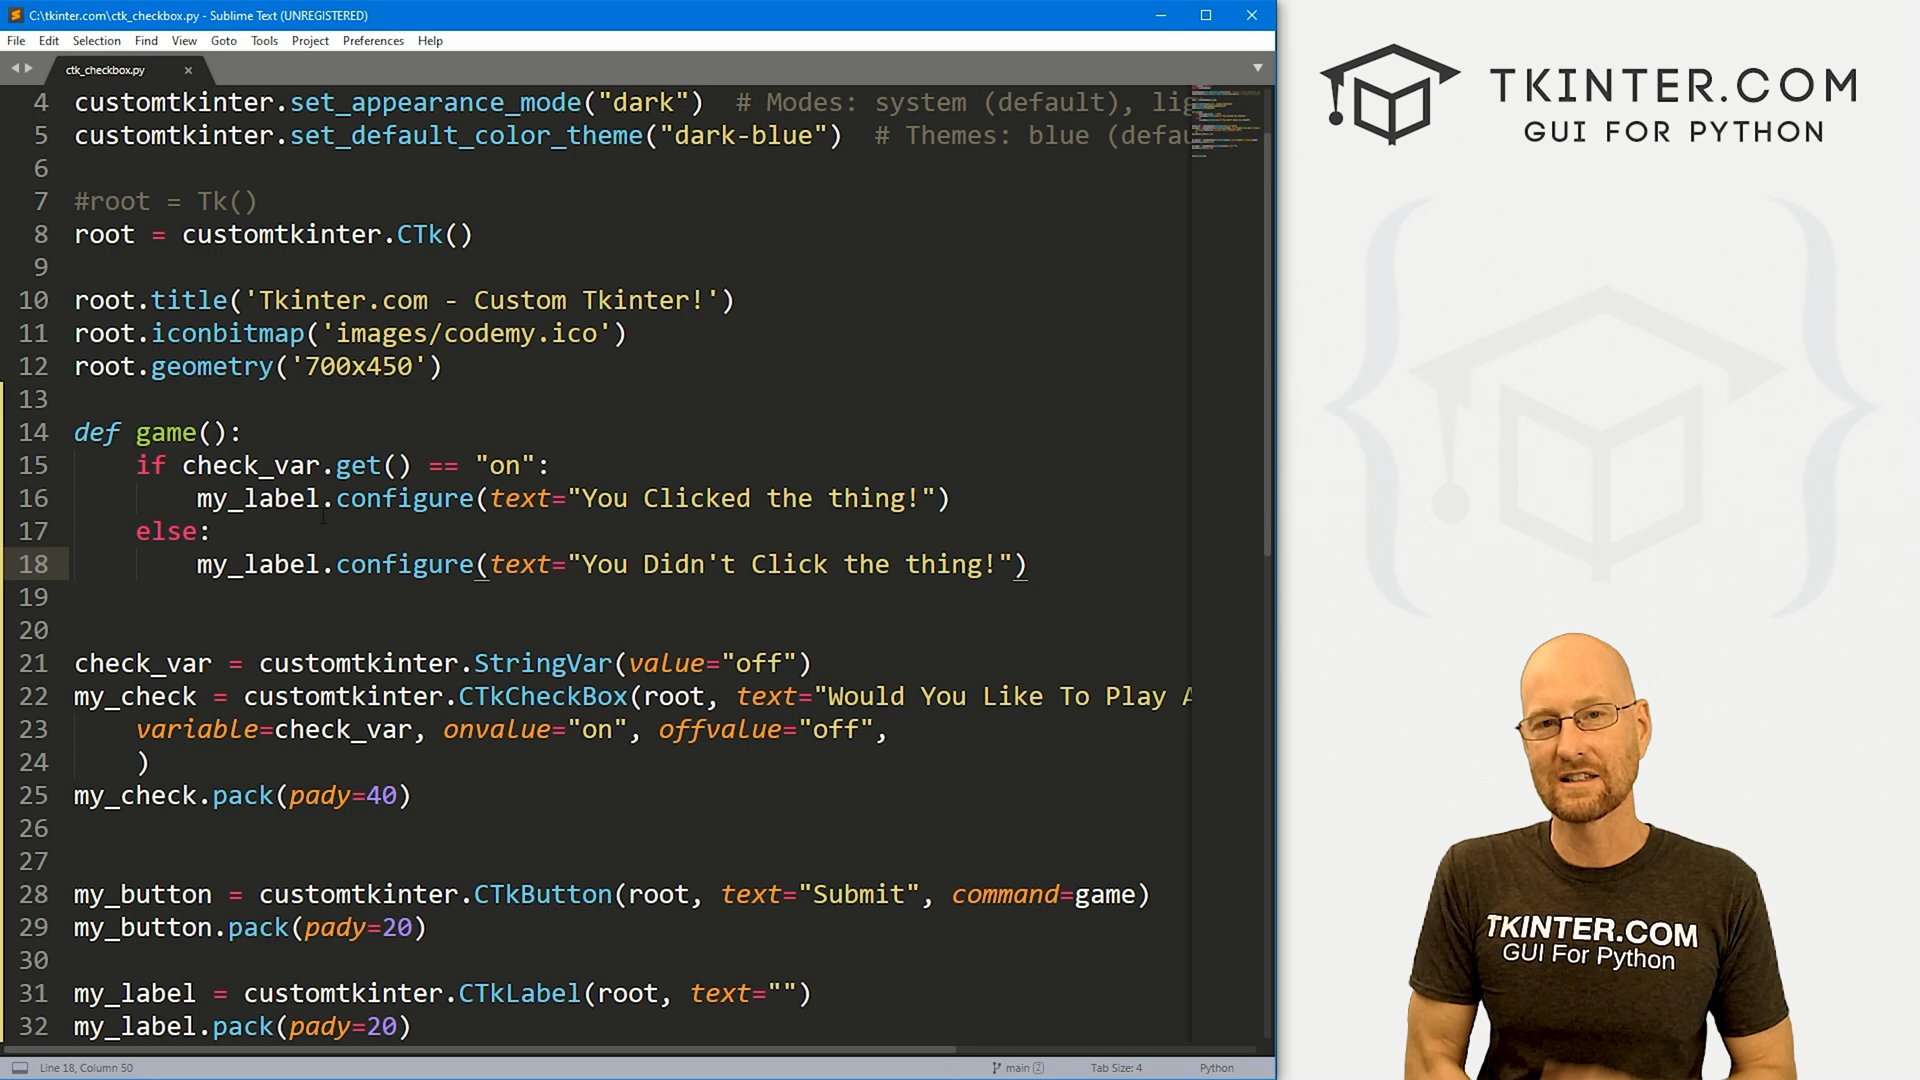 C:\tkinter.com\ctk_checkbox.py - Sublime Text (UNREGISTERED)
File Edit Selection Find View Goto Tools Project Preferences Help
ctk_checkbox.py
4 customtkinter.set_appearance_mode("dark")  # Modes: system (default), lig
5 customtkinter.set_default_color_theme("dark-blue")  # Themes: blue (defau
6
7 #root = Tk()
8 root = customtkinter.CTk()
9
10 root.title('Tkinter.com - Custom Tkinter!')
11 root.iconbitmap('images/codemy.ico')
12 root.geometry('700x450')
13
14 def game():
15     if check_var.get() == "on":
16         my_label.configure(text="You Clicked the thing!")
17     else:
18         my_label.configure(text="You Didn't Click the thing!")
19
20
21 check_var = customtkinter.StringVar(value="off")
22 my_check = customtkinter.CTkCheckBox(root, text="Would You Like To Play A
23     variable=check_var, onvalue="on", offvalue="off",
24     )
25 my_check.pack(pady=40)
26
27
28 my_button = customtkinter.CTkButton(root, text="Submit", command=game)
29 my_button.pack(pady=20)
30
31 my_label = customtkinter.CTkLabel(root, text="")
32 my_label.pack(pady=20)
Line 18, Column 50
main 2
Tab Size: 4
Python
TKINTER.COM
GUI FOR PYTHON
TKINTER.COM
GUI For Python